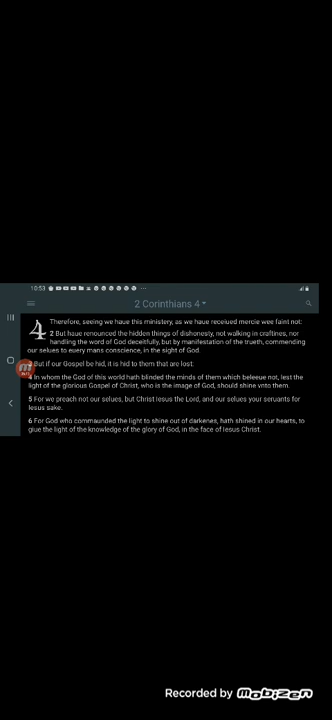 10:53
2 Corinthians 4
4 Therefore, seeing we haue this ministery, as we haue receiued mercie wee faint not:
2 But haue renounced the hidden things of dishonesty, not walking in craftines, nor
handling the word of God deceitfully, but by manifestation of the trueth, commending
our selues to euery mans conscience, in the sight of God.
3 But if our Gospel be hid, it is hid to them that are lost:
4 In whom the God of this world hath blinded the minds of them which beleeue not, lest the
light of the glorious Gospel of Christ, who is the image of God, should shine vnto them.
5 For we preach not our selues, but Christ Iesus the Lord, and our selues your seruants for
Iesus sake.
6 For God who commaunded the light to shine out of darkenes, hath shined in our hearts, to
giue the light of the knowledge of the glory of God, in the face of Iesus Christ.
Recorded by Mobizen